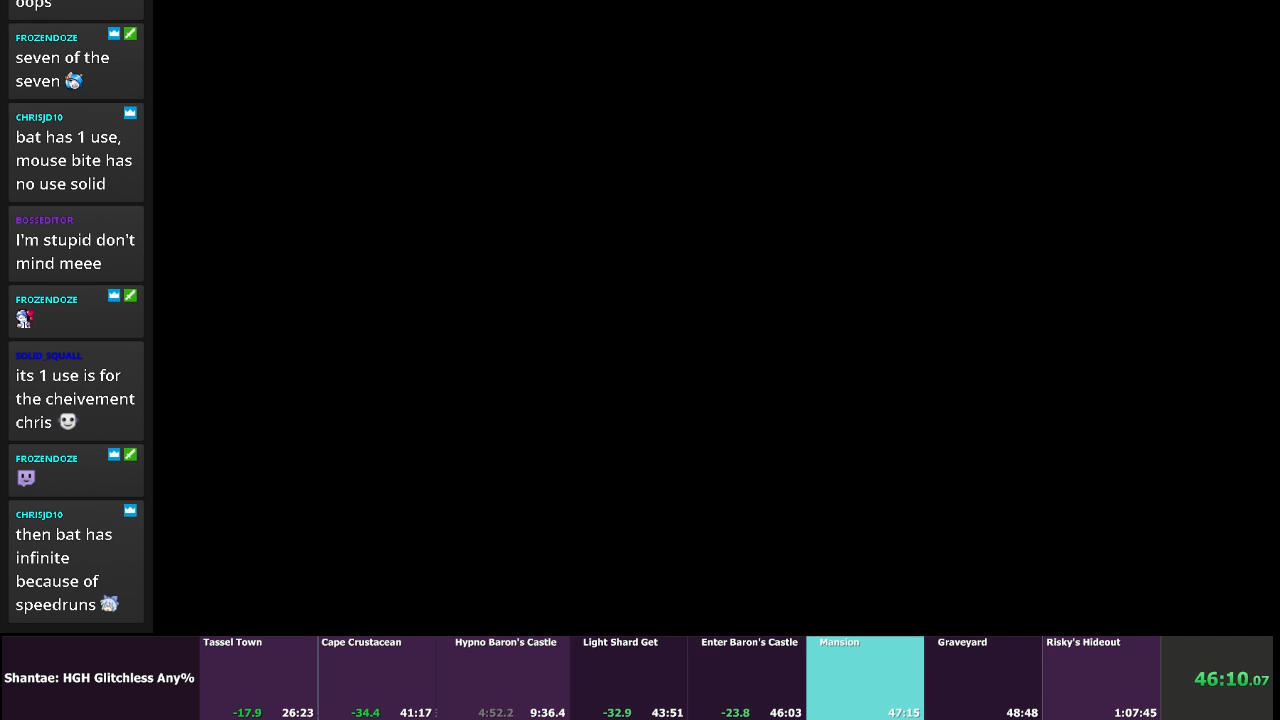 oops
FROZENDOZE
seven of the
seven
CHRISJD10
bat has 1 use,
mouse bite has
no use solid
BOSSEDITOR
I'm stupid don't
mind meee
FROZENDOZE
SOLID_SQUALL
its 1 use is for
the cheivement
chris
FROZENDOZE
CHRISJD10
then bat has
infinite
because of
speedruns
Shantae: HGH Glitchless Any%
Tassel Town
-17.9 26:23
Cape Crustacean
-34.4 41:17
Hypno Baron's Castle
4:52.2 9:36.4
Light Shard Get
-32.9 43:51
Enter Baron's Castle
-23.8 46:03
Mansion
47:15
Graveyard
48:48
Risky's Hideout
1:07:45
46:10.07